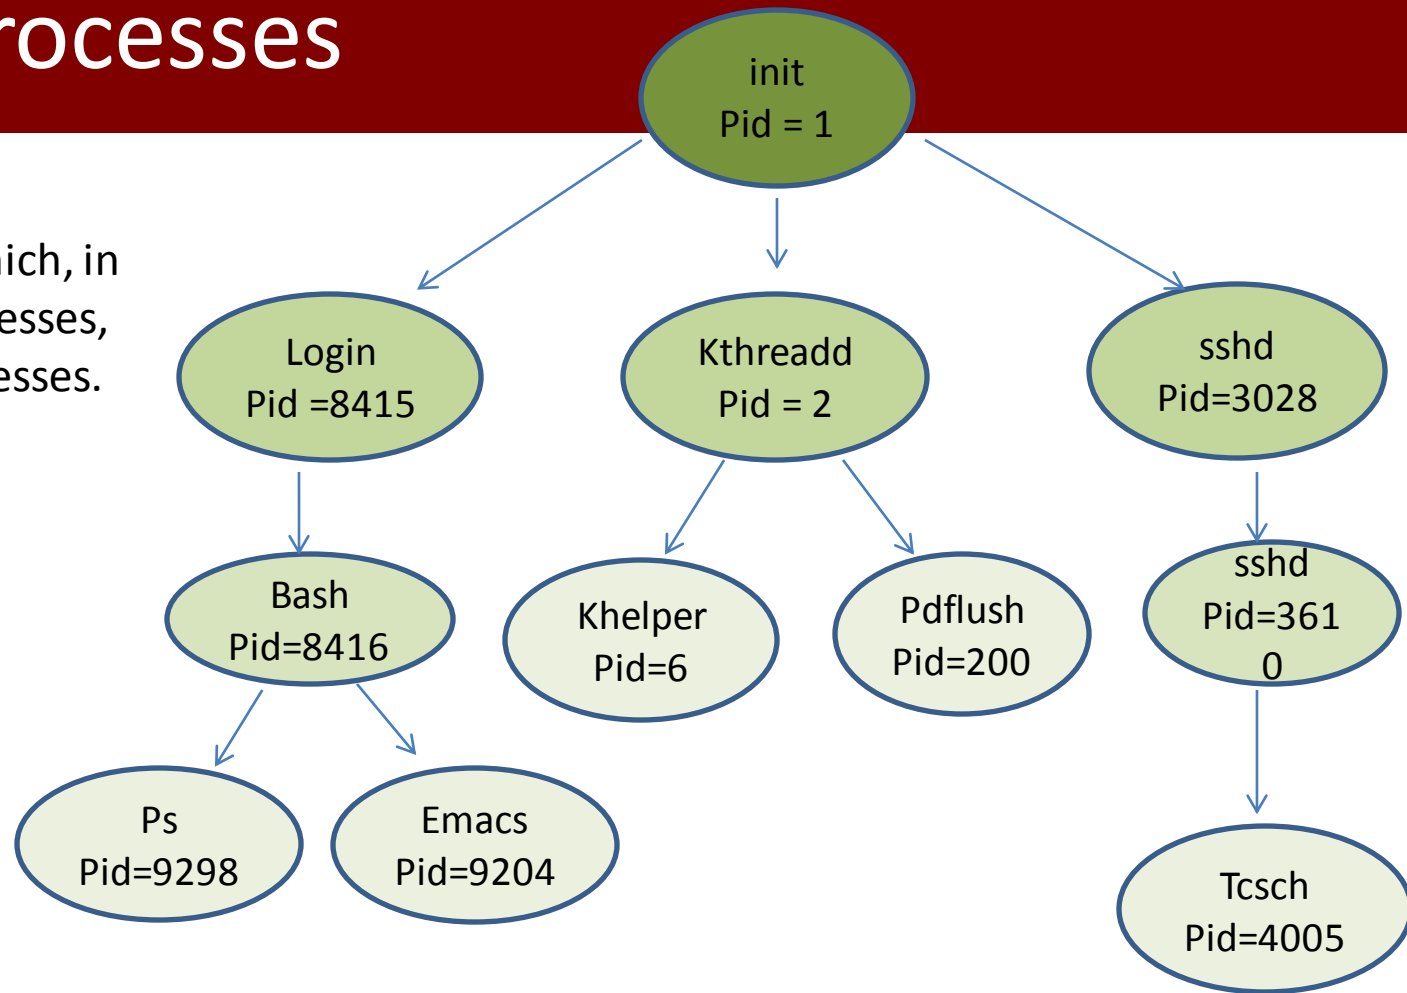 rocesses
init
Pid = 1
ich, in
esses,
esses.
Login
Pid =8415
Kthreadd
Pid = 2
sshd
Pid=3028
Bash
Pid=8416
Khelper
Pid=6
Pdflush
Pid=200
sshd
Pid=361
0
Ps
Pid=9298
Emacs
Pid=9204
Tcsch
Pid=4005